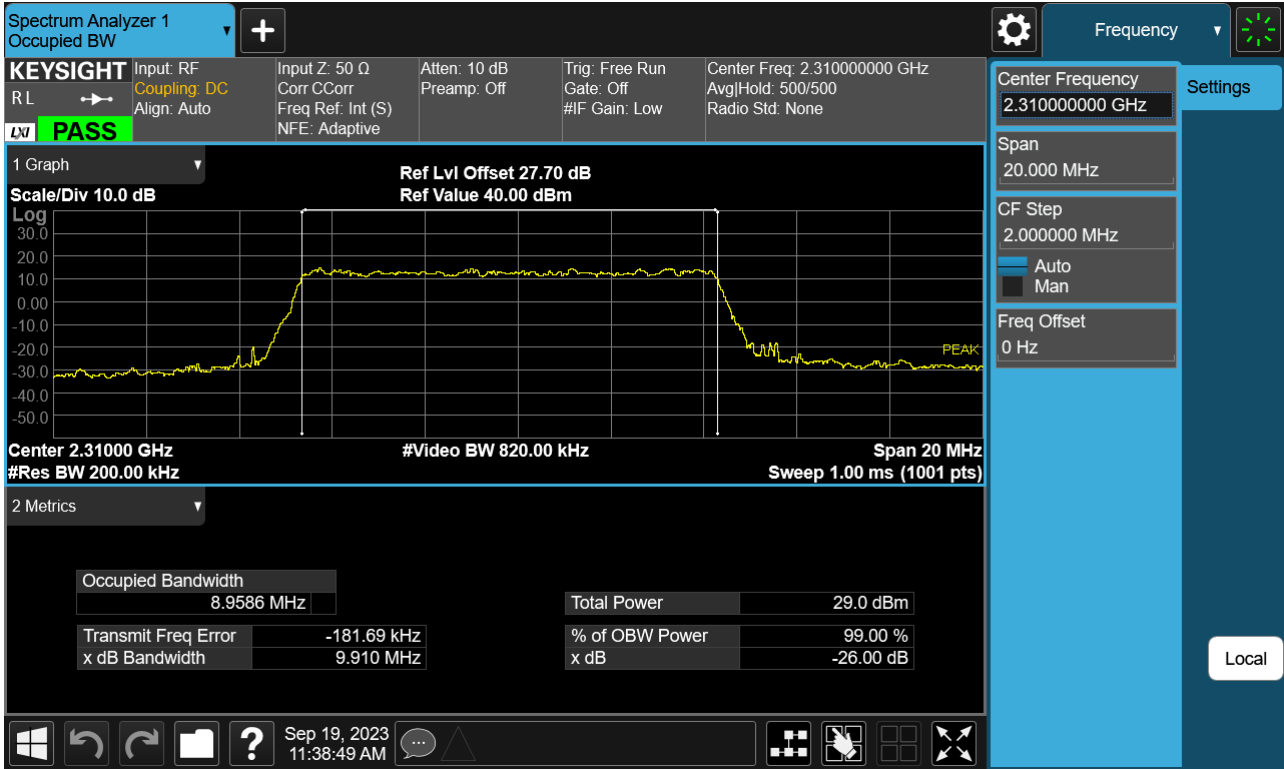 Spectrum Analyzer 1
Occupied BW
▼
+
Frequency
▼
KEYSIGHT
R L
LXI
PASS
Input: RF
Coupling: DC
Align: Auto
Input Z: 50 Ω
Corr CCorr
Freq Ref: Int (S)
NFE: Adaptive
Atten: 10 dB
Preamp: Off
Trig: Free Run
Gate: Off
#IF Gain: Low
Center Freq: 2.310000000 GHz
Avg|Hold: 500/500
Radio Std: None
Center Frequency
2.310000000 GHz
Settings
Span
20.000 MHz
CF Step
2.000000 MHz
Auto
Man
Freq Offset
0 Hz
Local
1 Graph
▼
Ref Lvl Offset 27.70 dB
Scale/Div 10.0 dB
Ref Value 40.00 dBm
Log
30.0
20.0
10.0
0.00
-10.0
-20.0
-30.0
-40.0
-50.0
PEAK
Center 2.31000 GHz
#Video BW 820.00 kHz
Span 20 MHz
#Res BW 200.00 kHz
Sweep 1.00 ms (1001 pts)
2 Metrics
▼
Occupied Bandwidth
8.9586 MHz
Total Power 29.0 dBm
Transmit Freq Error -181.69 kHz
% of OBW Power 99.00 %
x dB Bandwidth 9.910 MHz
x dB -26.00 dB
?
Sep 19, 2023
11:38:49 AM